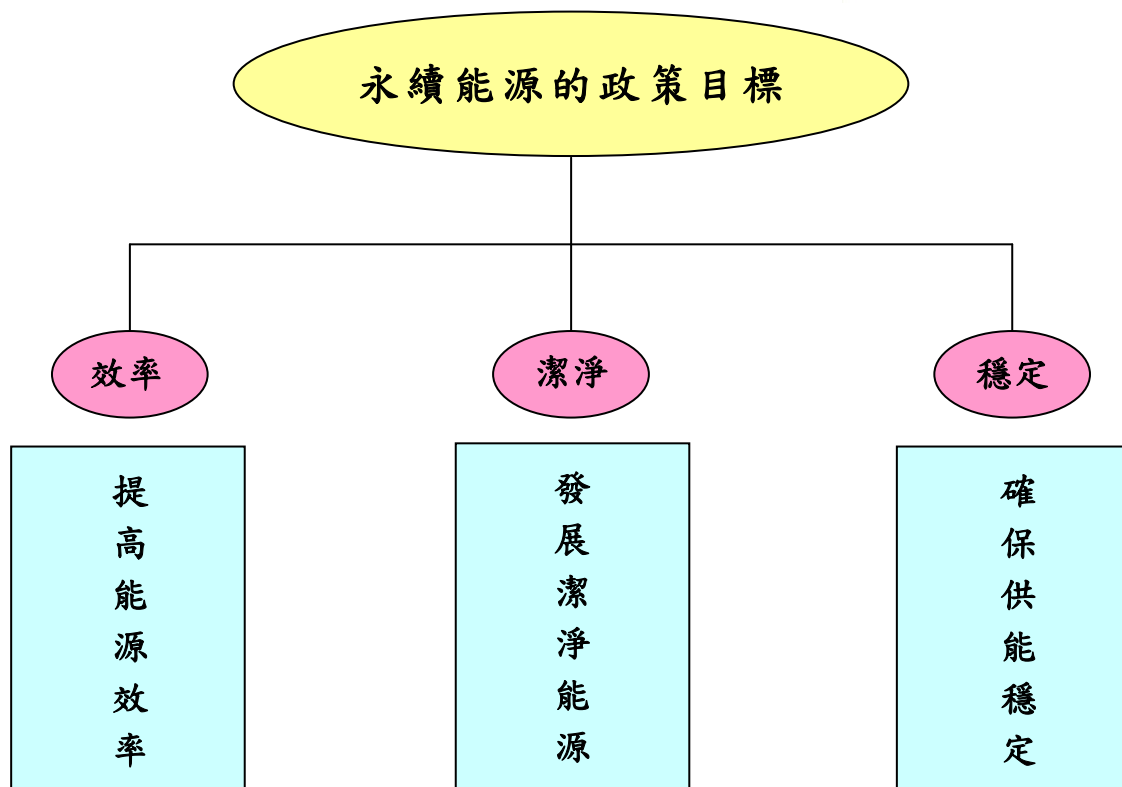 永續能源的政策目標
效率
潔淨
穩定
提高能源效率
發展潔淨能源
確保供能穩定